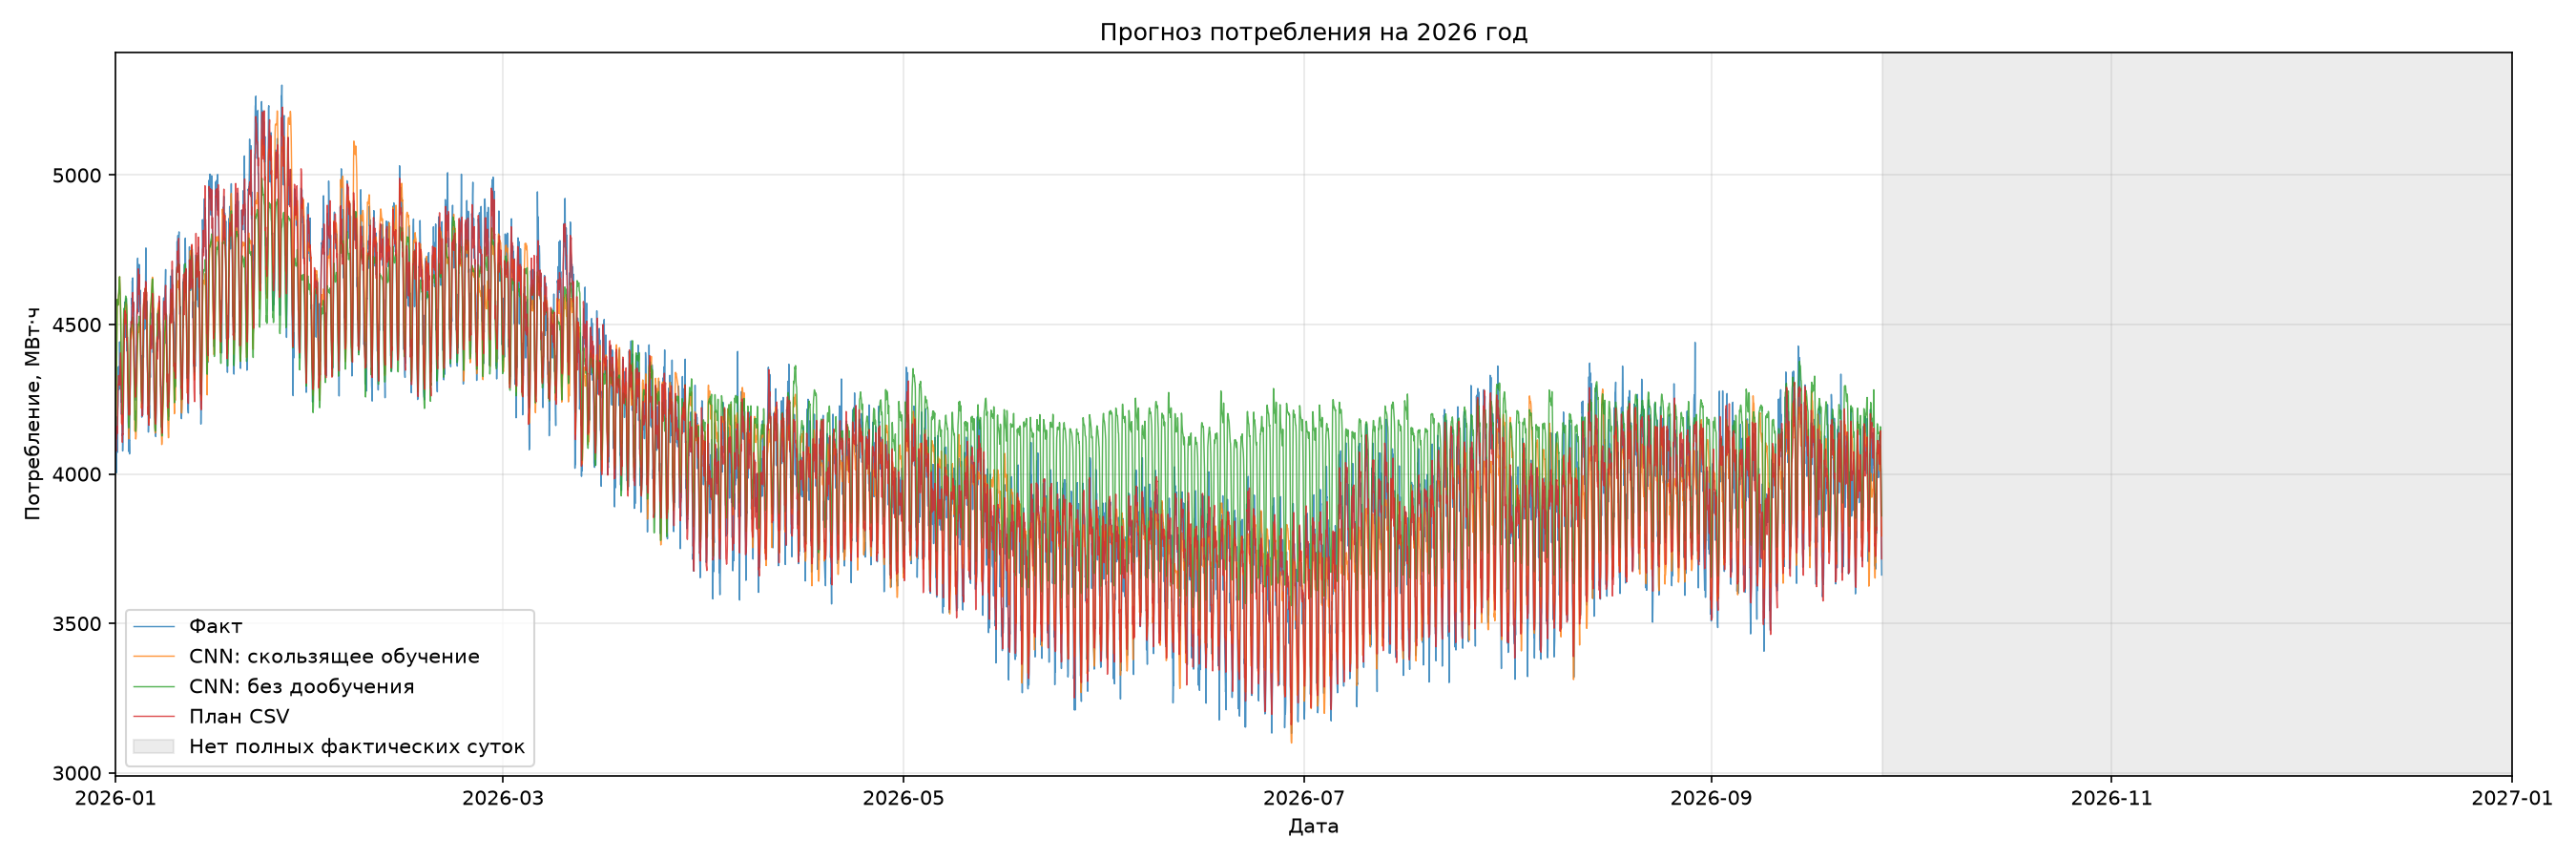 Прогноз потребления на 2026 год
Потребление, МВт·ч
5000
4500
4000
3500
3000
Факт
CNN: скользящее обучение
CNN: без дообучения
План CSV
Нет полных фактических суток
2026-01
2026-03
2026-05
2026-07
2026-09
2026-11
2027-01
Дата